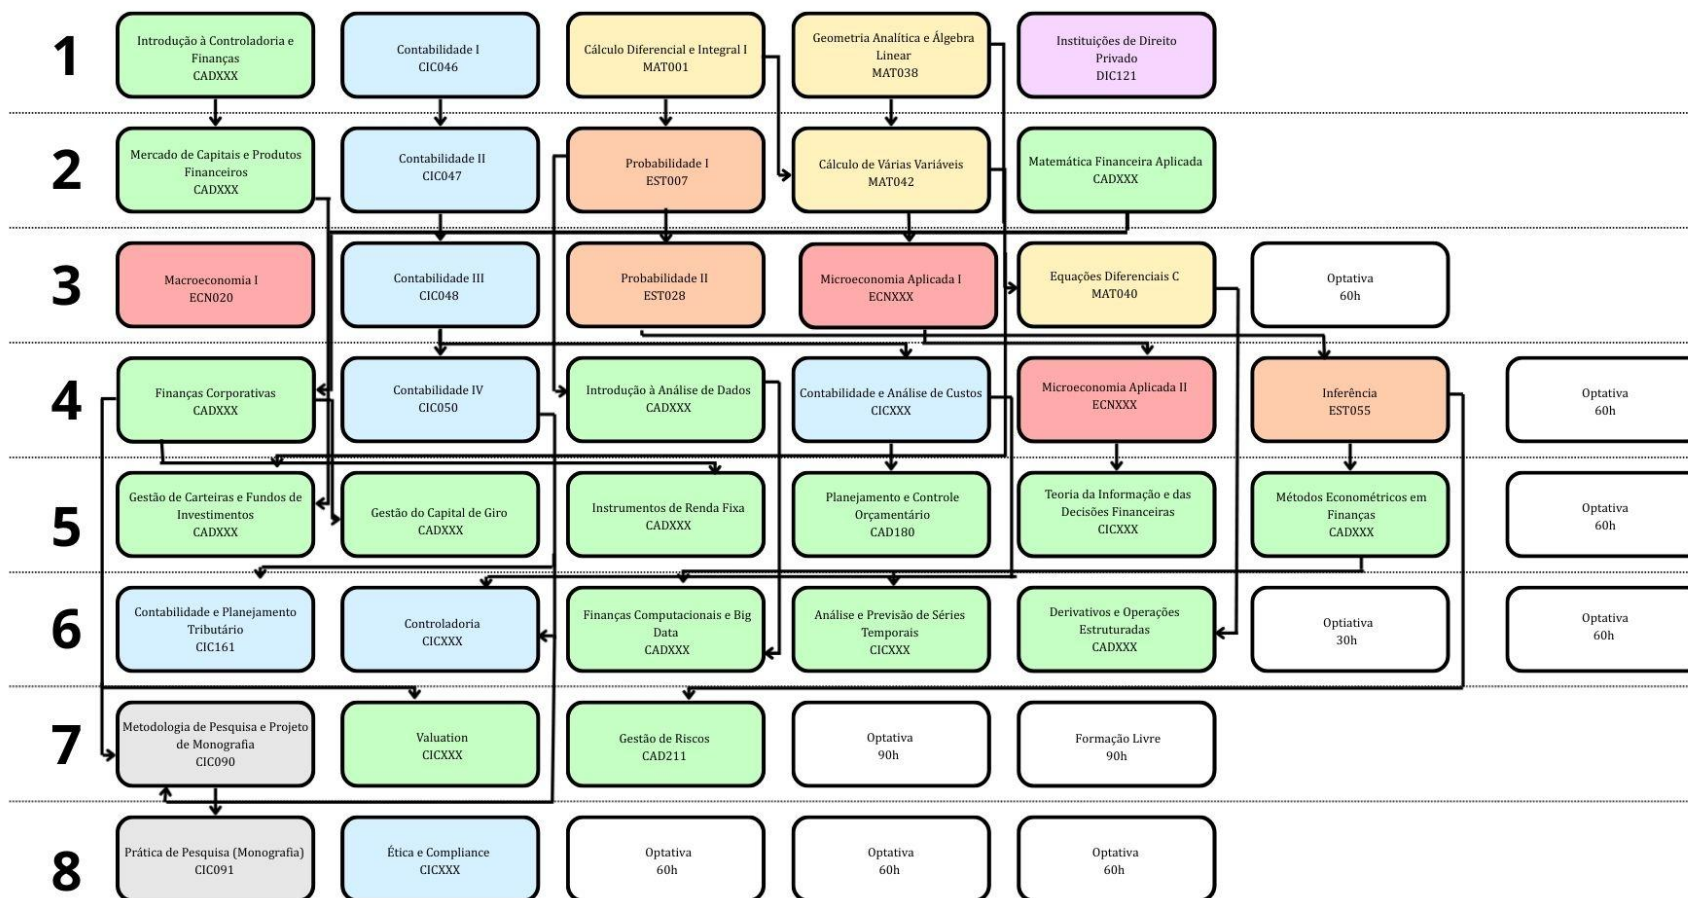 1
Introdução à Controladoria e
Finanças
CADXXX
Contabilidade I
CIC046
Cálculo Diferencial e Integral I
MAT001
Geometria Analítica e Álgebra
Linear
MAT038
Instituições de Direito
Privado
DIC121
2
Mercado de Capitais e Produtos
Financeiros
CADXXX
Contabilidade II
CIC047
Probabilidade I
EST007
Cálculo de Várias Variáveis
MAT042
Matemática Financeira Aplicada
CADXXX
3
Macroeconomia I
ECN020
Contabilidade III
CIC048
Probabilidade II
EST028
Microeconomia Aplicada I
ECNXXX
Equações Diferenciais C
MAT040
Optativa
60h
4
Finanças Corporativas
CADXXX
Contabilidade IV
CIC050
Introdução à Análise de Dados
CADXXX
Contabilidade e Análise de Custos
CICXXX
Microeconomia Aplicada II
ECNXXX
Inferência
EST055
Optativa
60h
5
Gestão de Carteiras e Fundos de
Investimentos
CADXXX
Gestão do Capital de Giro
CADXXX
Instrumentos de Renda Fixa
CADXXX
Planejamento e Controle
Orçamentário
CAD180
Teoria da Informação e das
Decisões Financeiras
CICXXX
Métodos Econométricos em
Finanças
CADXXX
Optativa
60h
6
Contabilidade e Planejamento
Tributário
CIC161
Controladoria
CICXXX
Finanças Computacionais e Big
Data
CADXXX
Análise e Previsão de Séries
Temporais
CICXXX
Derivativos e Operações
Estruturadas
CADXXX
Optiativa
30h
Optativa
60h
7
Metodologia de Pesquisa e Projeto
de Monografia
CIC090
Valuation
CICXXX
Gestão de Riscos
CAD211
Optativa
90h
Formação Livre
90h
8
Prática de Pesquisa (Monografia)
CIC091
Ética e Compliance
CICXXX
Optativa
60h
Optativa
60h
Optativa
60h